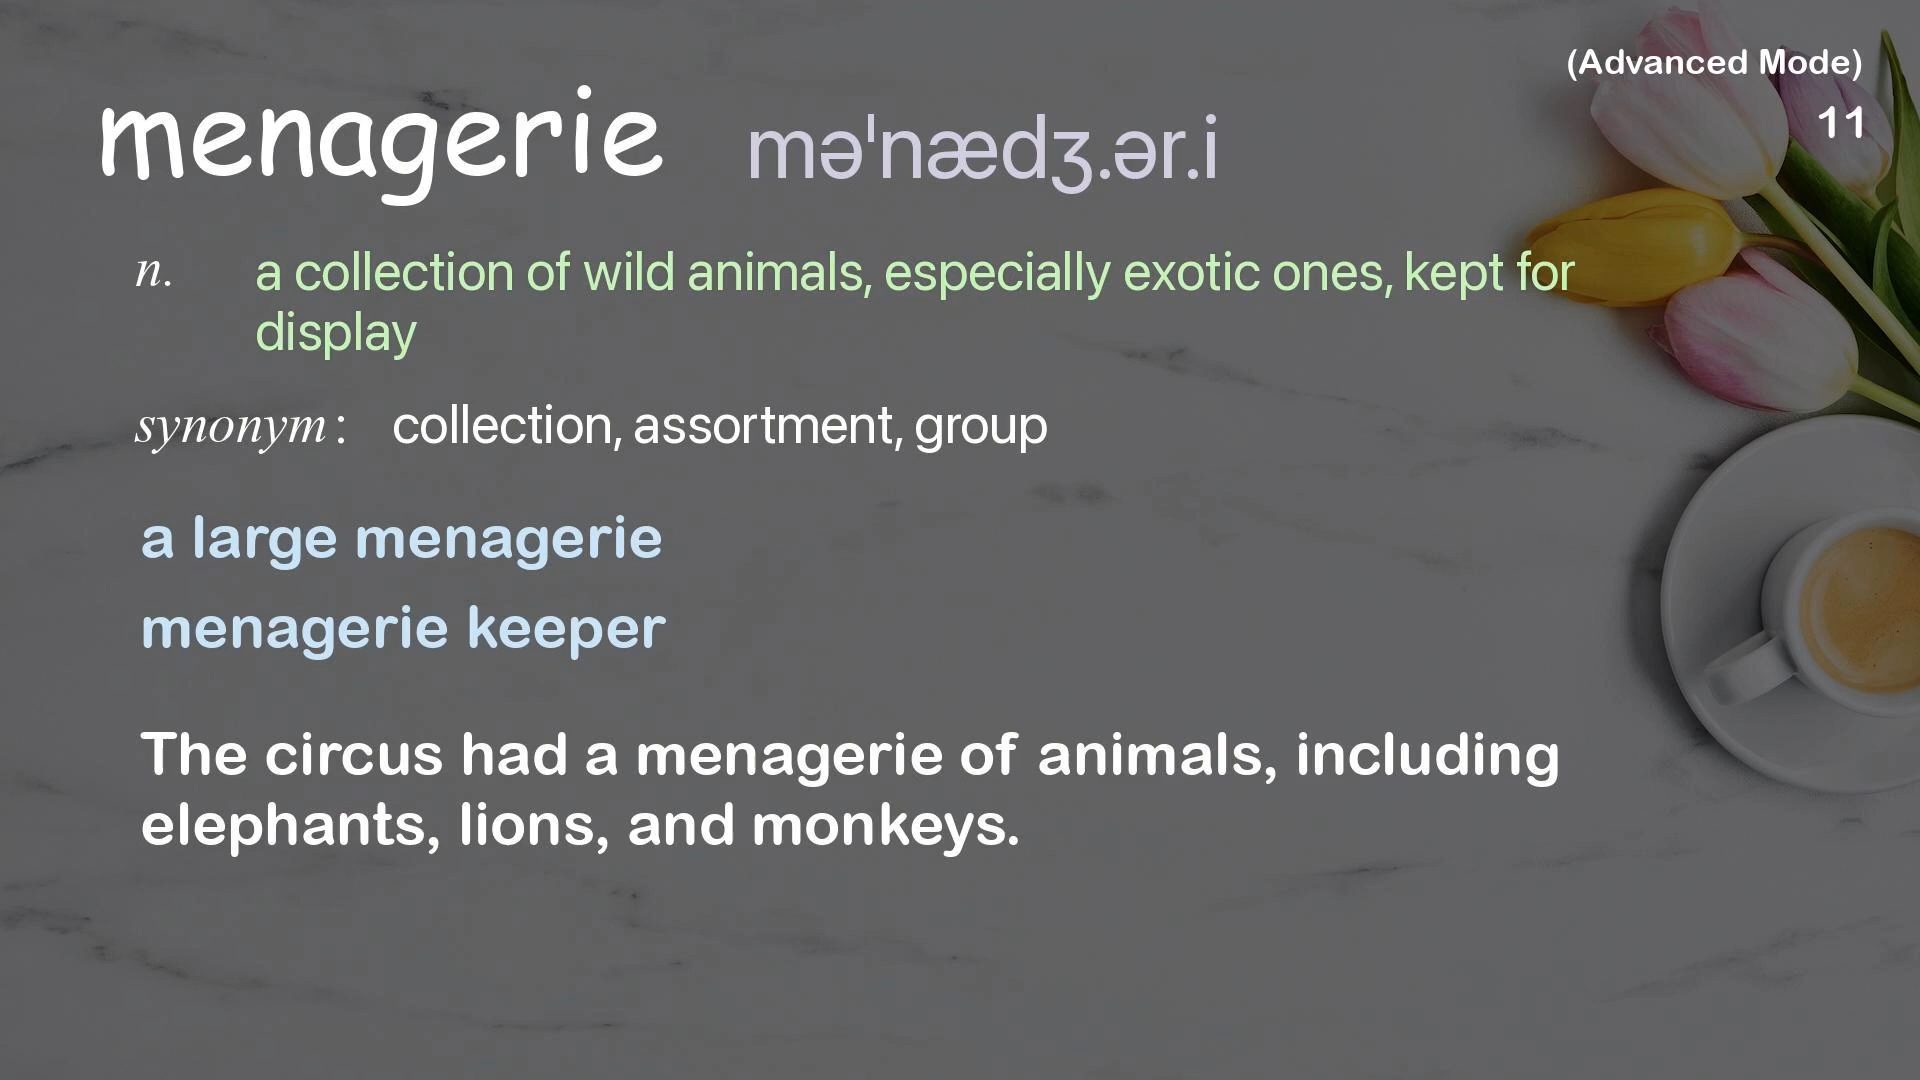 (Advanced Mode)
menagerie məˈnædʒ.ər.i
11
n. a collection of wild animals, especially exotic ones, kept for
display
synonym: collection, assortment, group
a large menagerie
menagerie keeper
The circus had a menagerie of animals, including
elephants, lions, and monkeys.